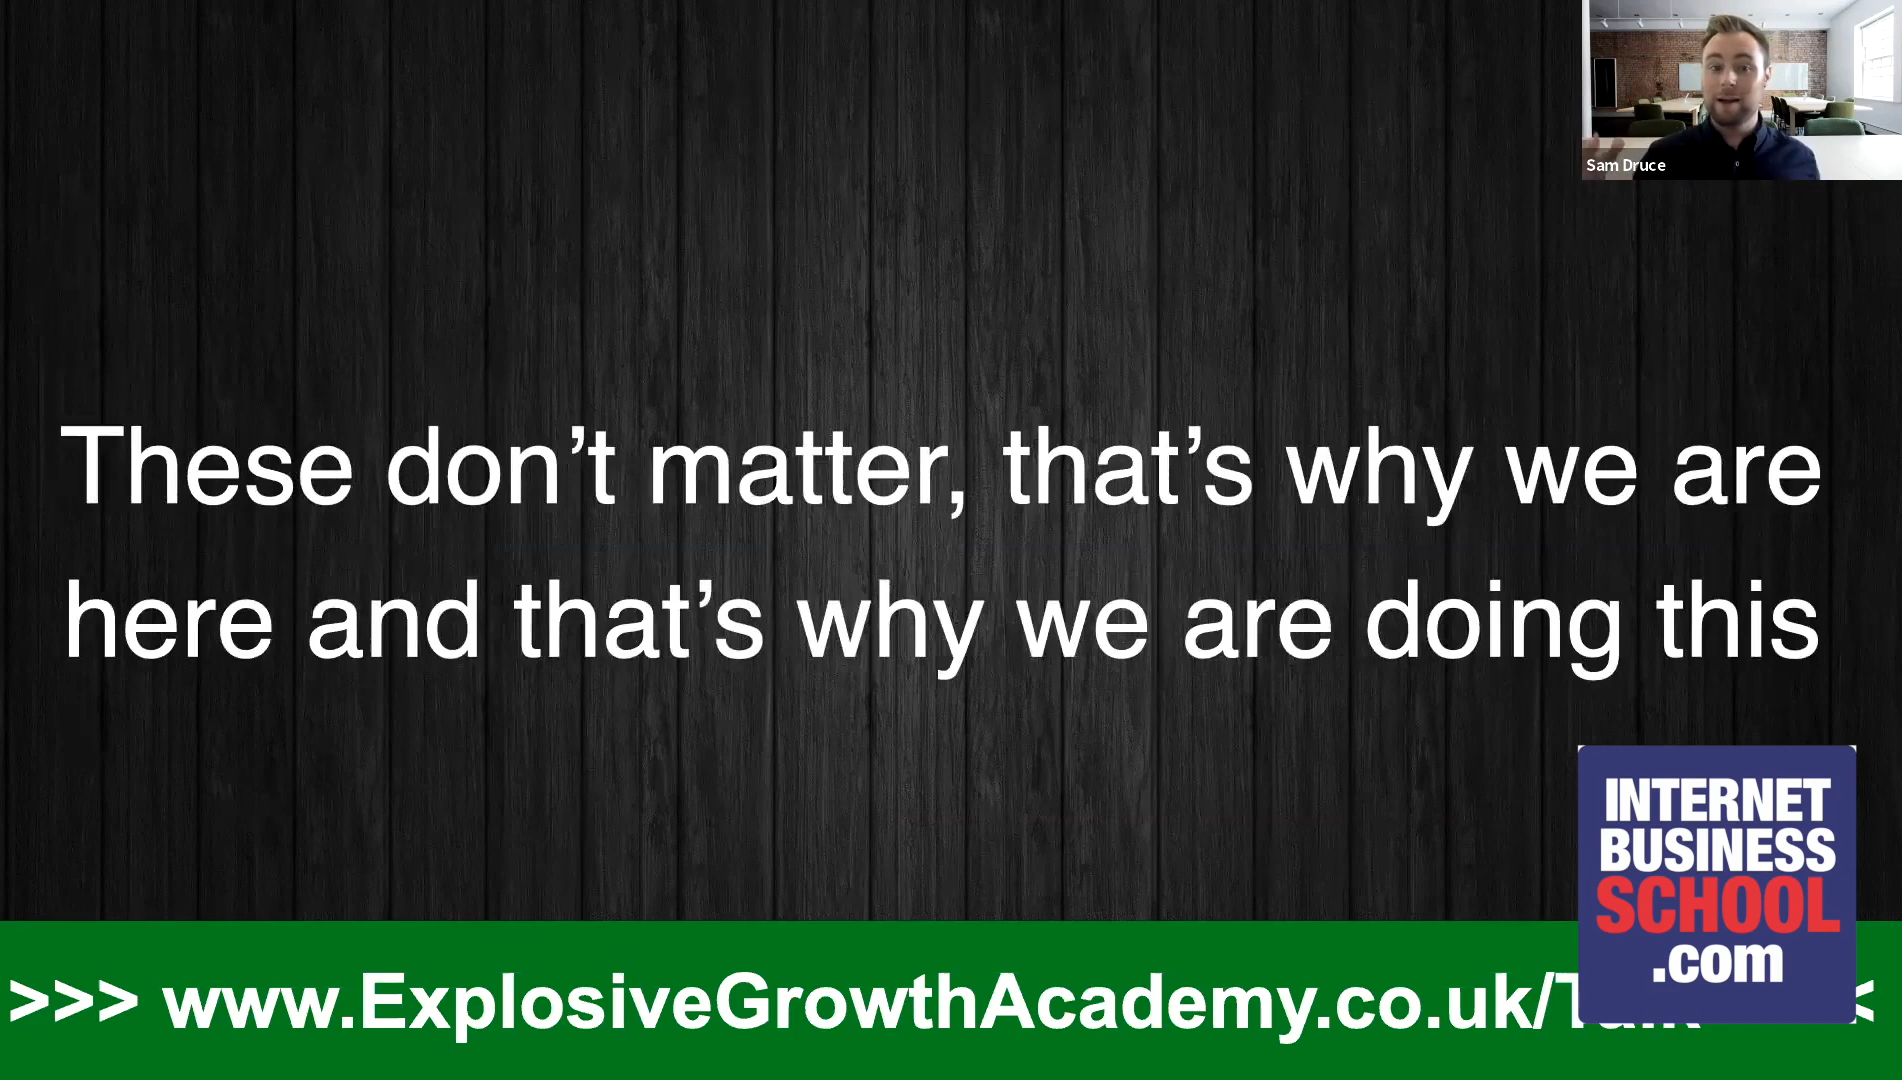 Sam Druce
These don’t matter, that’s why we are
here and that’s why we are doing this
INTERNET
BUSINESS
SCHOOL
.com
>>> www.ExplosiveGrowthAcademy.co.uk/Talk <